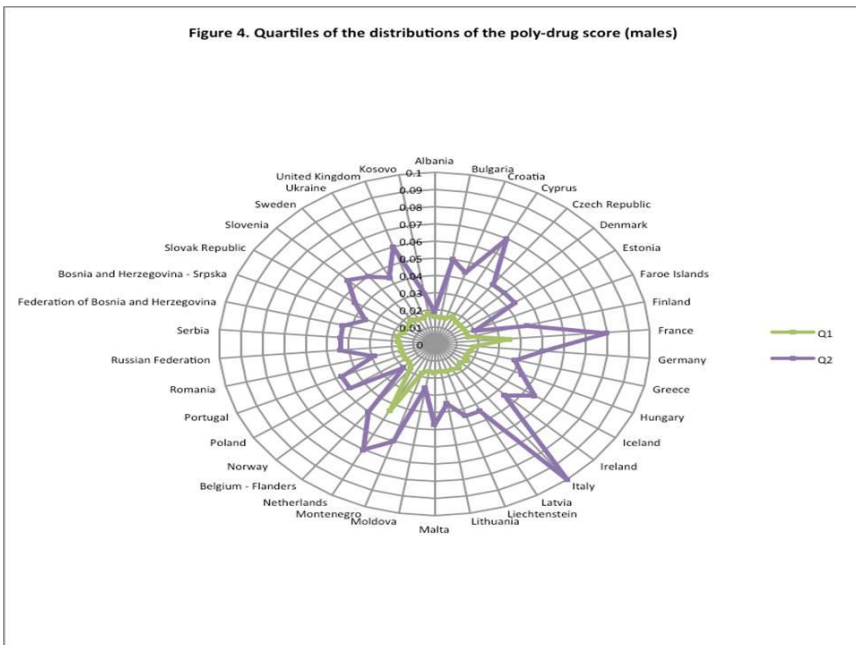 Figure 4. Quartiles of the distributions of the poly-drug score (males)
Albania
Bulgaria
Croatia
Cyprus
Czech Republic
Denmark
Estonia
Faroe Islands
Finland
France
Germany
Greece
Hungary
Iceland
Ireland
Italy
Latvia
Liechtenstein
Lithuania
Malta
Moldova
Montenegro
Netherlands
Belgium - Flanders
Norway
Poland
Portugal
Romania
Russian Federation
Serbia
Federation of Bosnia and Herzegovina
Bosnia and Herzegovina - Srpska
Slovak Republic
Slovenia
Sweden
Ukraine
United Kingdom
Kosovo
0.1
0.09
0.08
0.07
0.06
0.05
0.04
0.03
0.02
0.01
0
Q1
Q2